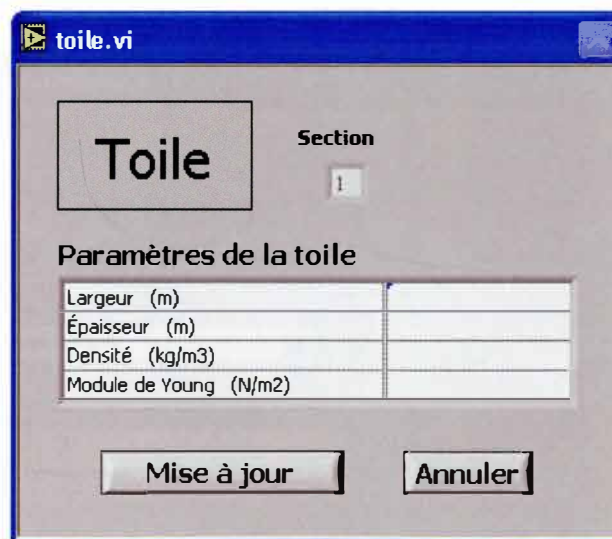 toile.vi
Toile
Section
1
Paramètres de la toile
Largeur (m)
Épaisseur (m)
Densité (kg/m3)
Module de Young (N/m2)
Mise à jour
Annuler